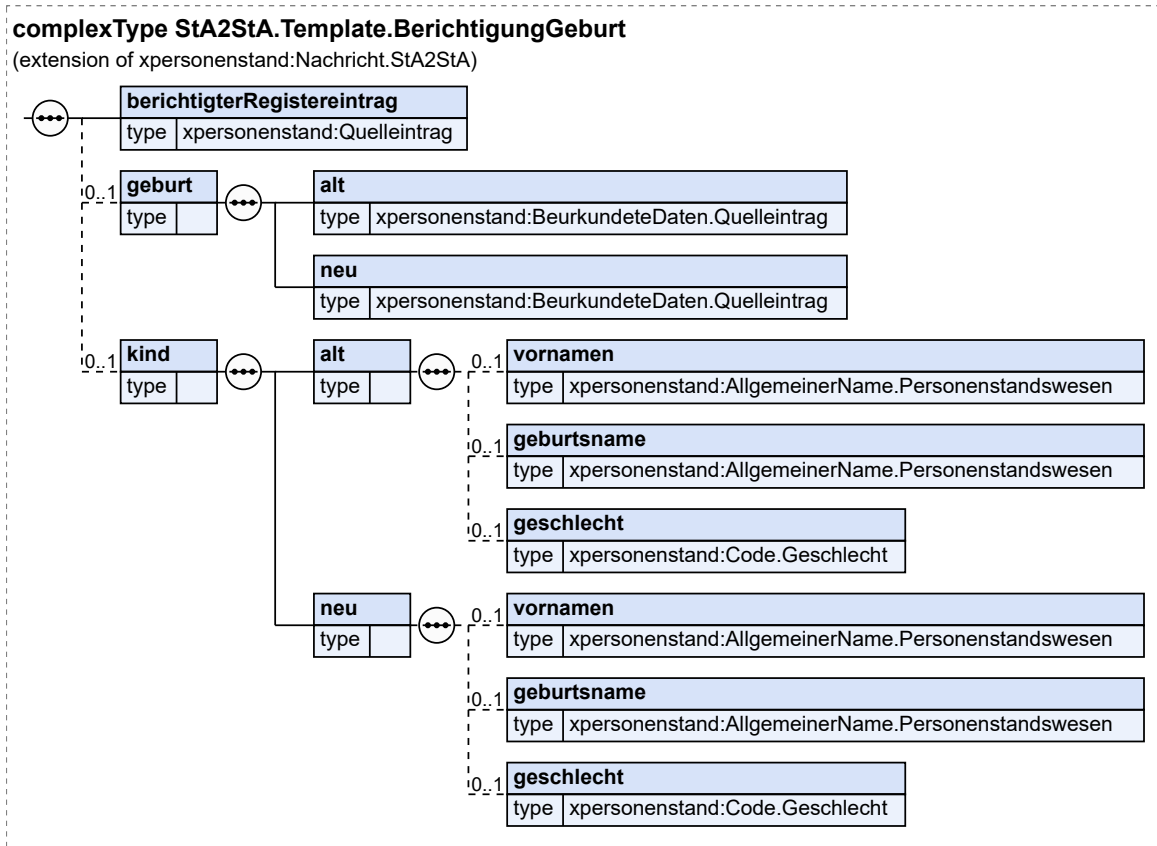 complexType StA2StA.Template.BerichtigungGeburt
(extension of xpersonenstand:Nachricht.StA2StA)
berichtigterRegistereintrag
type xpersonenstand:Quelleintrag
0..1 geburt
type
alt
type xpersonenstand:BeurkundeteDaten.Quelleintrag
neu
type xpersonenstand:BeurkundeteDaten.Quelleintrag
0..1 kind
type
alt
type
0..1 vornamen
type xpersonenstand:AllgemeinerName.Personenstandswesen
0..1 geburtsname
type xpersonenstand:AllgemeinerName.Personenstandswesen
0..1 geschlecht
type xpersonenstand:Code.Geschlecht
neu
type
0..1 vornamen
type xpersonenstand:AllgemeinerName.Personenstandswesen
0..1 geburtsname
type xpersonenstand:AllgemeinerName.Personenstandswesen
0..1 geschlecht
type xpersonenstand:Code.Geschlecht